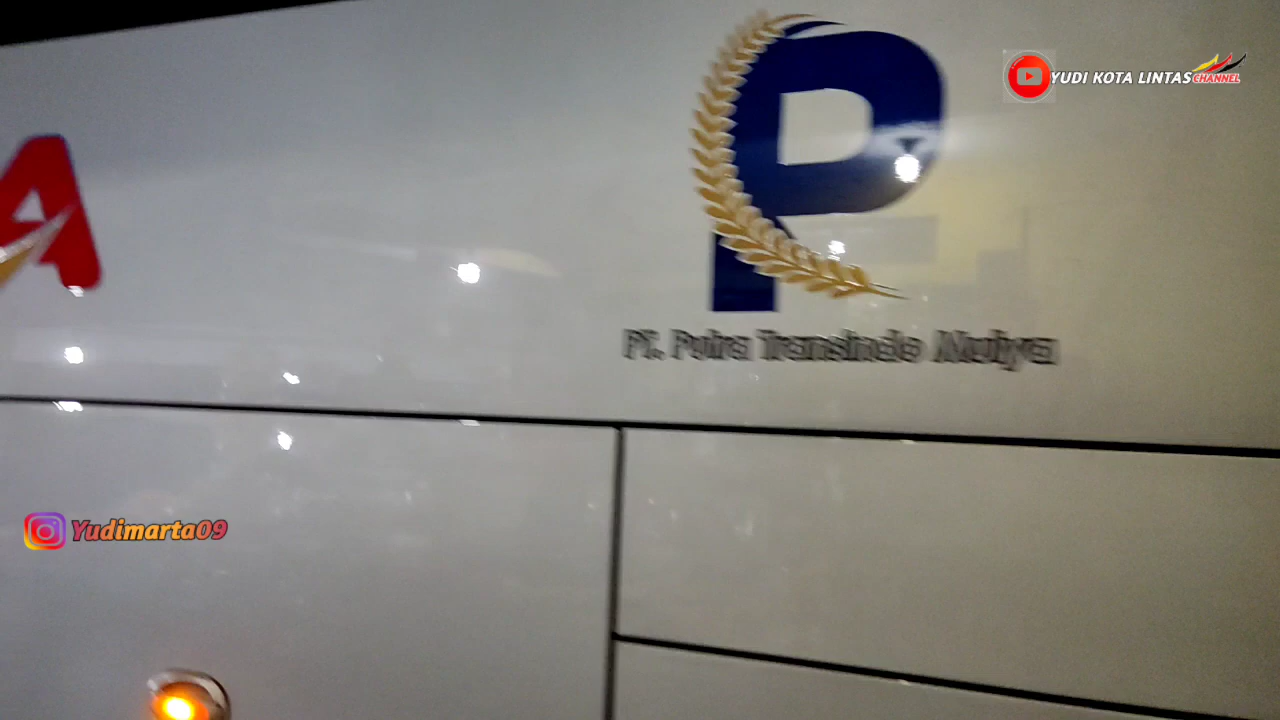 YUDI KOTA LINTAS
CHANNEL
A
P
PT. Putra Transindo Mulya
Yudimarta09